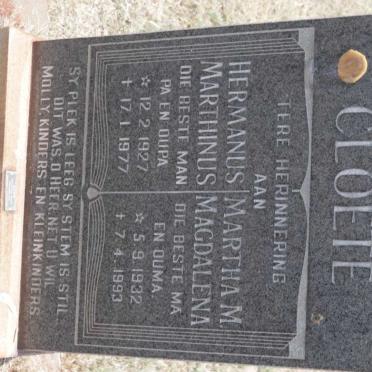 CLOETE
TERE HERINNERING
AAN
HERMANUS
MARTHINUS
DIE BESTE MAN
PA EN OUPA
☆ 12.2.1927
† 17.1.1977
MARTHA M
MAGDALENA
DIE BESTE MA
EN OUMA
☆ 5.9.1932
† 7.4.1993
SY PLEK IS LEEG SY STEM IS STIL
DIT WAS, O HEER NET U WIL
MOLLY, KINDERS EN KLEINKINDERS